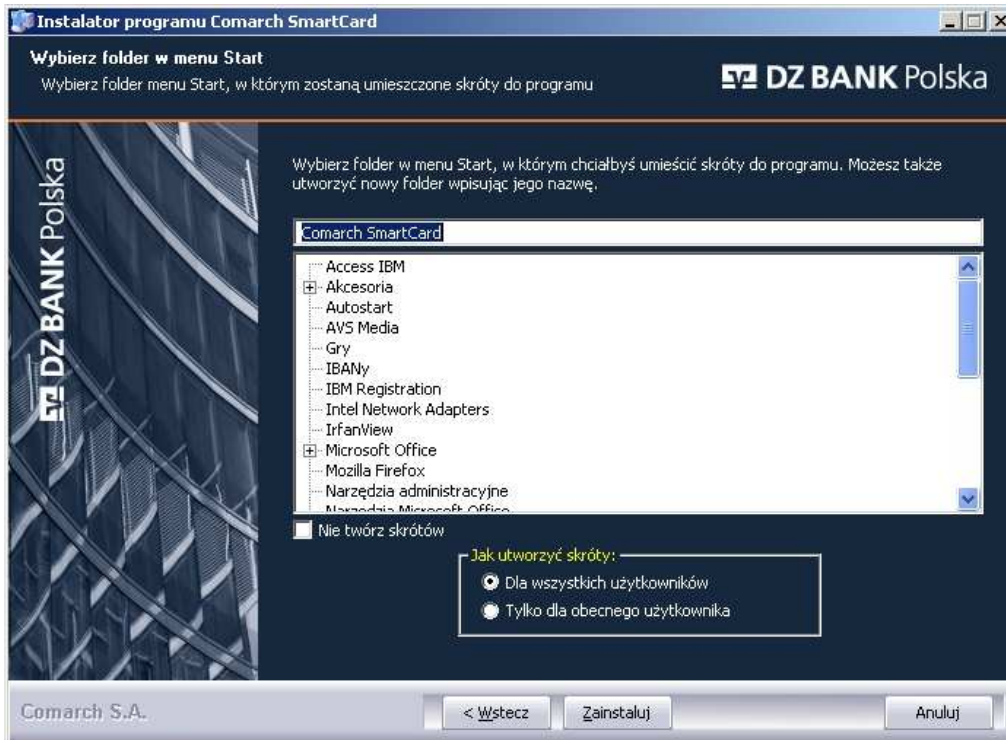 Instalator programu Comarch SmartCard
Wybierz folder w menu Start
Wybierz folder menu Start, w którym zostaną umieszczone skróty do programu
DZ BANK Polska
DZ BANK Polska
Wybierz folder w menu Start, w którym chciałbyś umieścić skróty do programu. Możesz także
utworzyć nowy folder wpisując jego nazwę.
Comarch SmartCard
Access IBM
Akcesoria
Autostart
AVS Media
Gry
IBANy
IBM Registration
Intel Network Adapters
IrfanView
Microsoft Office
Mozilla Firefox
Narzędzia administracyjne
Narzędzia Microsoft Office
Nie twórz skrótów
Jak utworzyć skróty:
Dla wszystkich użytkowników
Tylko dla obecnego użytkownika
Comarch S.A.
< Wstecz
Zainstaluj
Anuluj